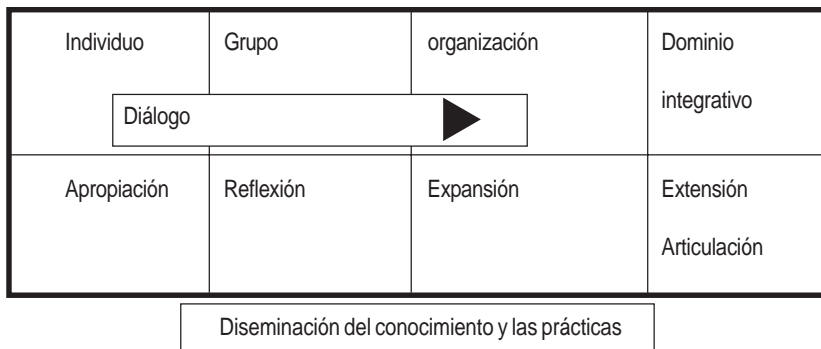 Individuo Grupo organización Dominio
integrativo
Diálogo
Apropiación Reflexión Expansión Extensión
Articulación
Diseminación del conocimiento y las prácticas